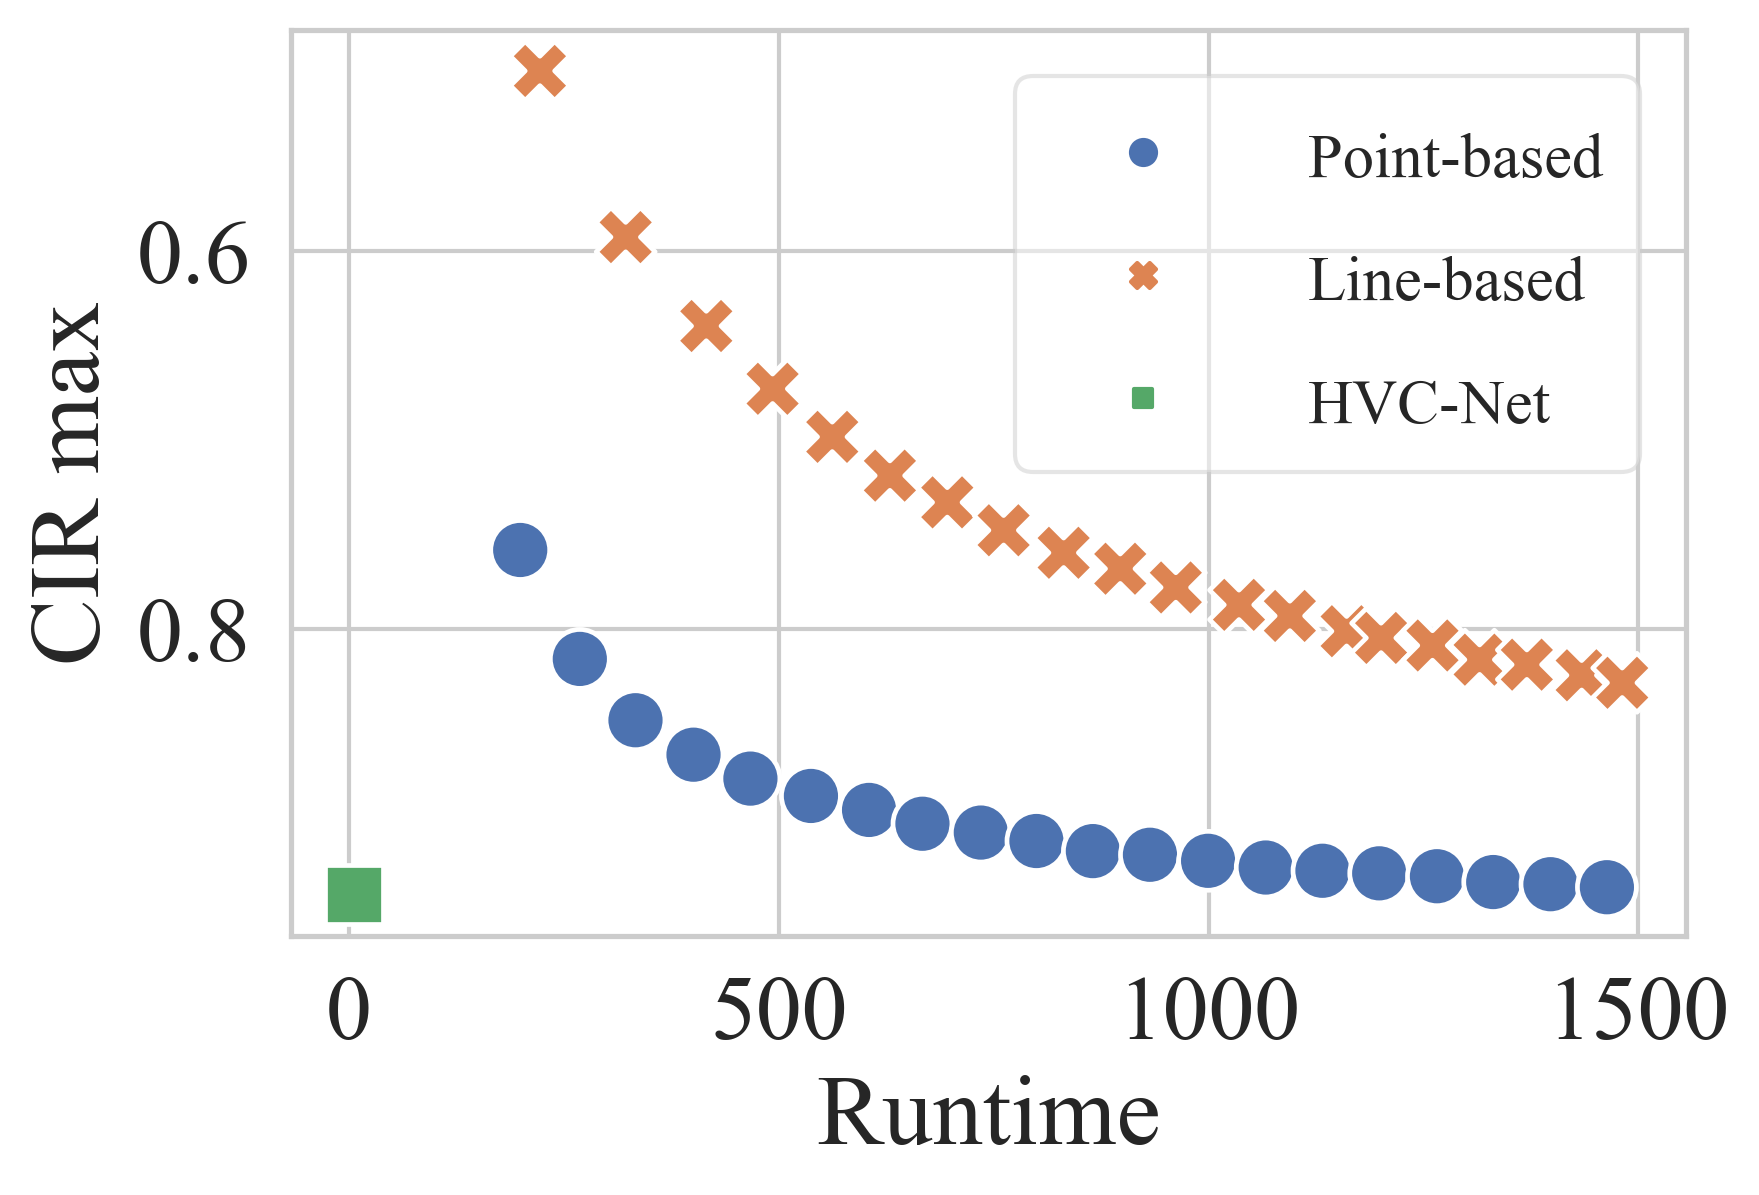 CIR max
0.6
0.8
Point-based
Line-based
HVC-Net
0 500 1000 1500
Runtime